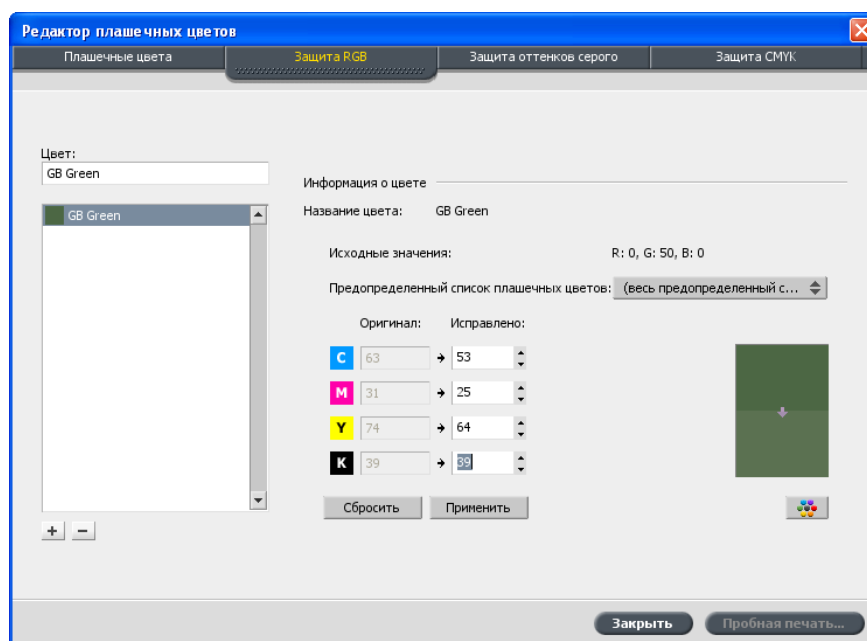 Редактор плашечных цветов
Плашечные цвета Защита RGB Защита оттенков серого Защита CMYK
Цвет:
GB Green
GB Green
Информация о цвете
Название цвета: GB Green
Исходные значения: R: 0, G: 50, B: 0
Предопределенный список плашечных цветов: (весь предопределенный с...
Оригинал: Исправлено:
C 63 53
M 31 25
Y 74 64
K 39 39
Сбросить Применить
+ −
Закрыть Пробная печать...